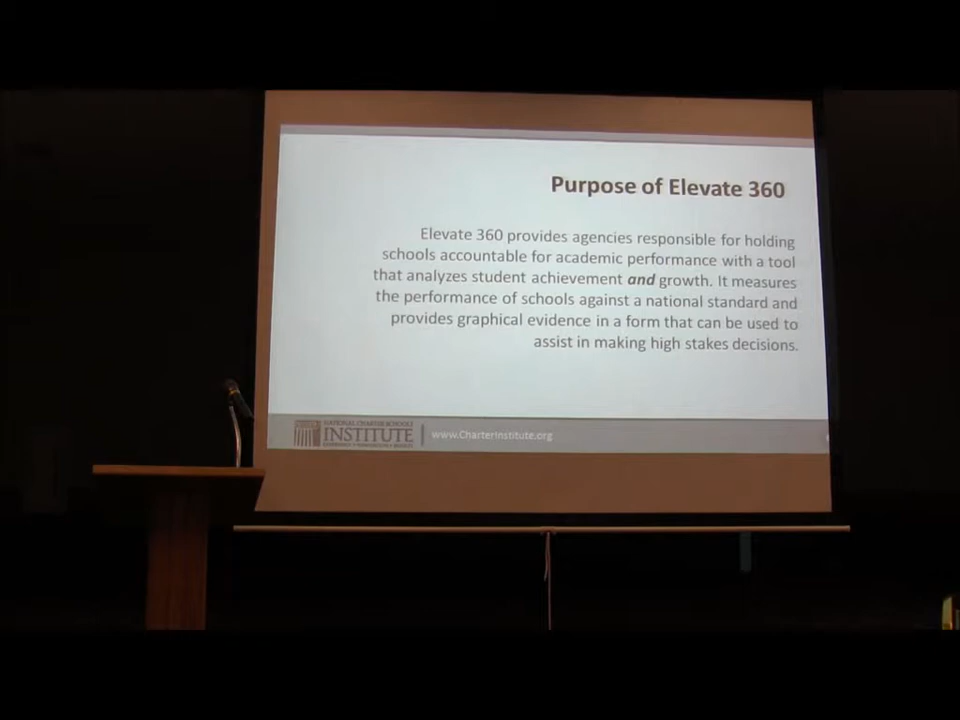 Purpose of Elevate 360
Elevate 360 provides agencies responsible for holding
schools accountable for academic performance with a tool
that analyzes student achievement and growth. It measures
the performance of schools against a national standard and
provides graphical evidence in a form that can be used to
assist in making high stakes decisions.
NATIONAL CHARTER SCHOOLS
INSTITUTE
www.CharterInstitute.org